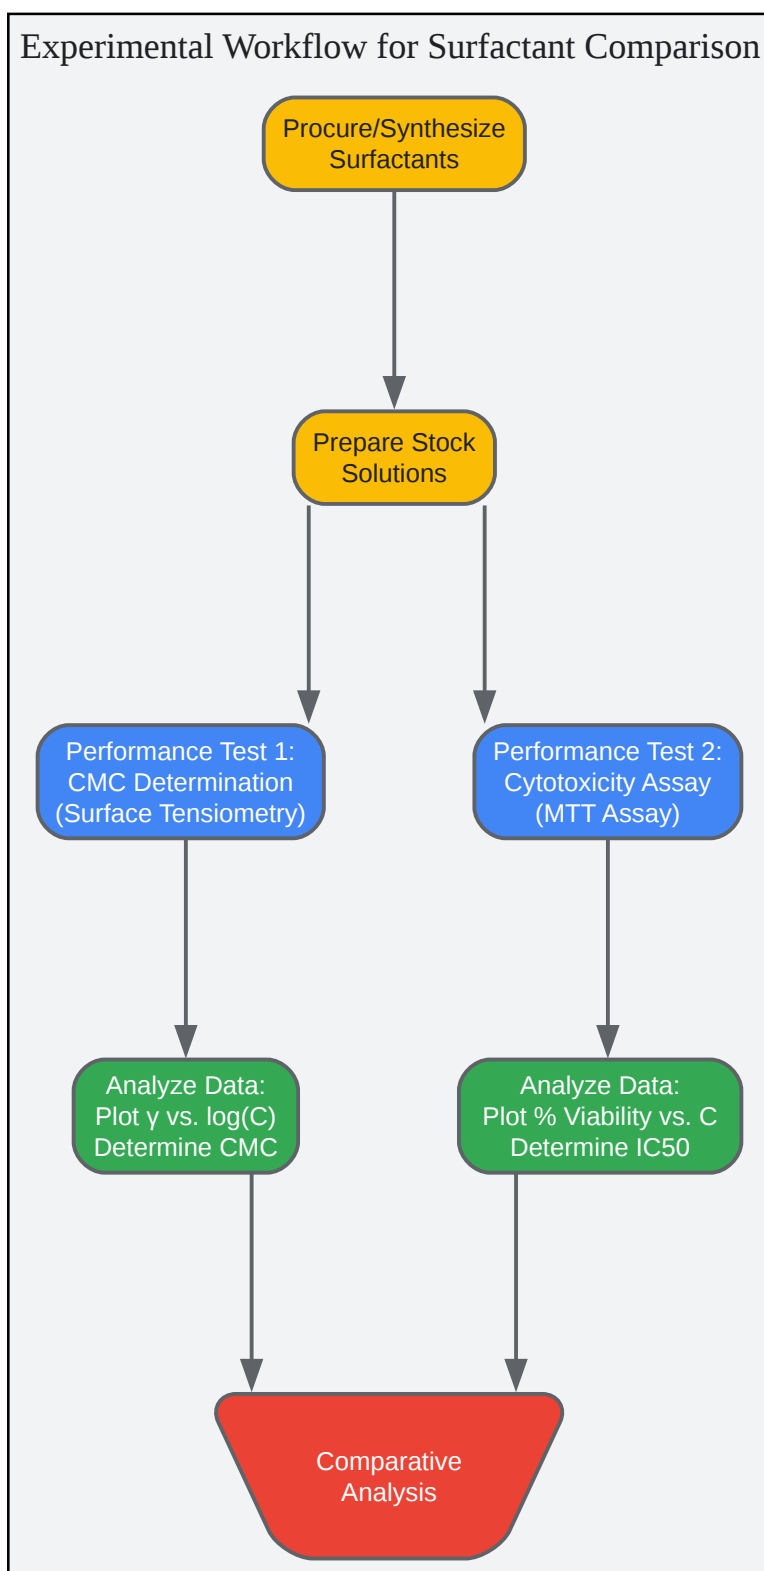 Experimental Workflow for Surfactant Comparison
Procure/Synthesize
Surfactants
Prepare Stock
Solutions
Performance Test 1:
CMC Determination
(Surface Tensiometry)
Performance Test 2:
Cytotoxicity Assay
(MTT Assay)
Analyze Data:
Plot γ vs. log(C)
Determine CMC
Analyze Data:
Plot % Viability vs. C
Determine IC50
Comparative
Analysis